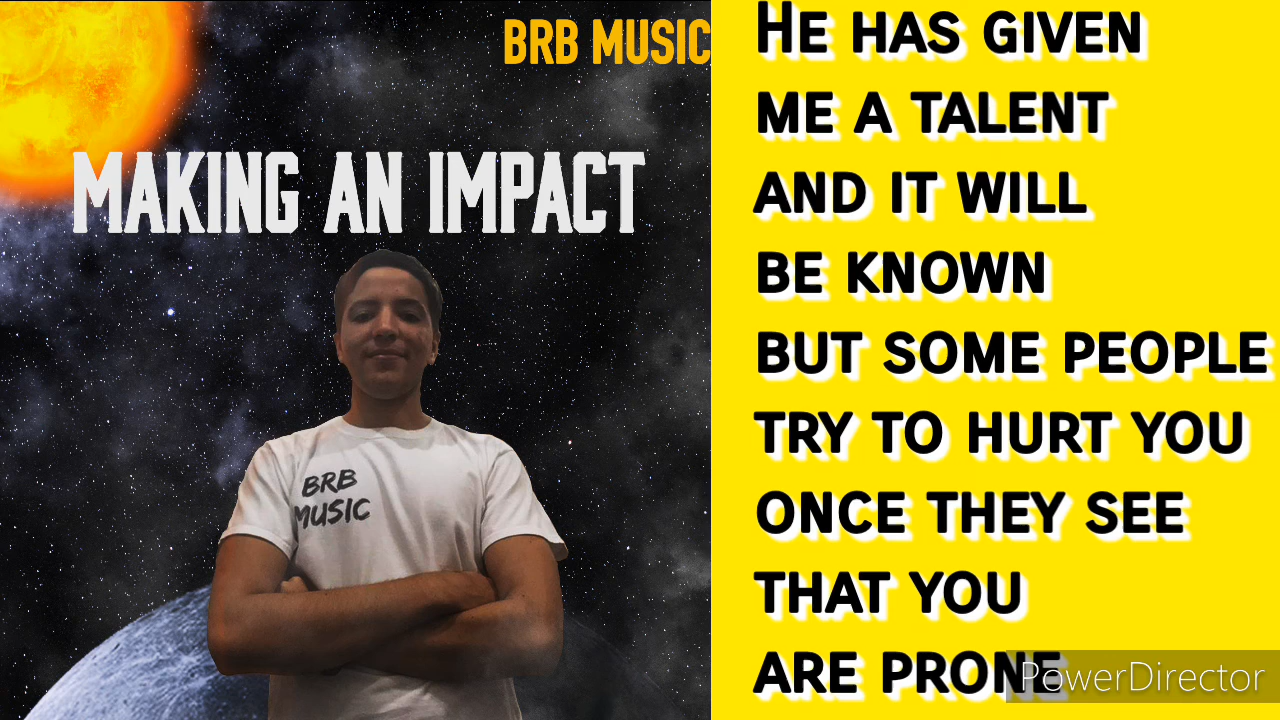 BRB MUSIC
MAKING AN IMPACT
BRB
MUSIC
HE HAS GIVEN
ME A TALENT
AND IT WILL
BE KNOWN
BUT SOME PEOPLE
TRY TO HURT YOU
ONCE THEY SEE
THAT YOU
ARE PRONE
PowerDirector